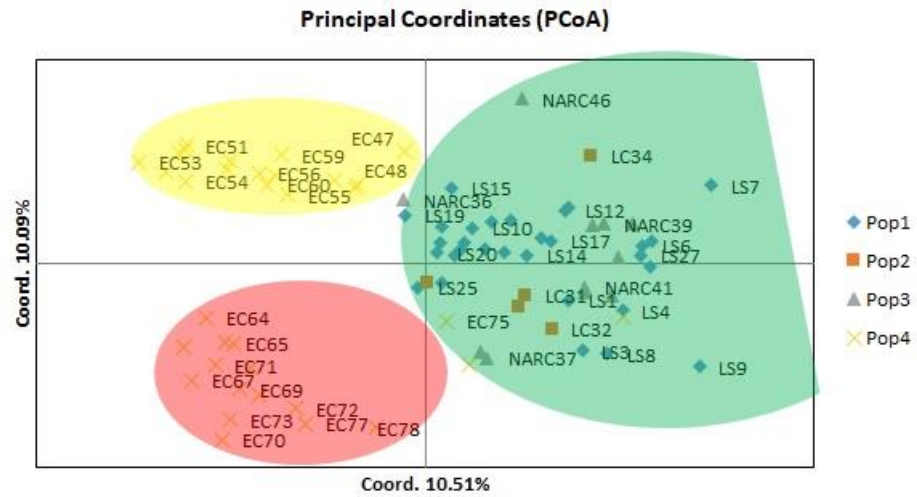 Principal Coordinates (PCoA)
NARC46
EC47
EC51
LC34
EC59
EC53
EC48
EC56
EC54
EC60
LS7
LS15
EC55
NARC36
LS12
LS19
NARC39
LS10
LS17
LS6
LS20
LS14
LS27
Pop1
Pop2
Pop3
Pop4
Coord. 10.09%
LS25
LC31
LS1
NARC41
LS4
EC64
EC75
LC32
EC65
LS3
LS8
NARC37
EC71
LS9
EC67
EC69
EC72
EC73
EC77
EC78
EC70
Coord. 10.51%